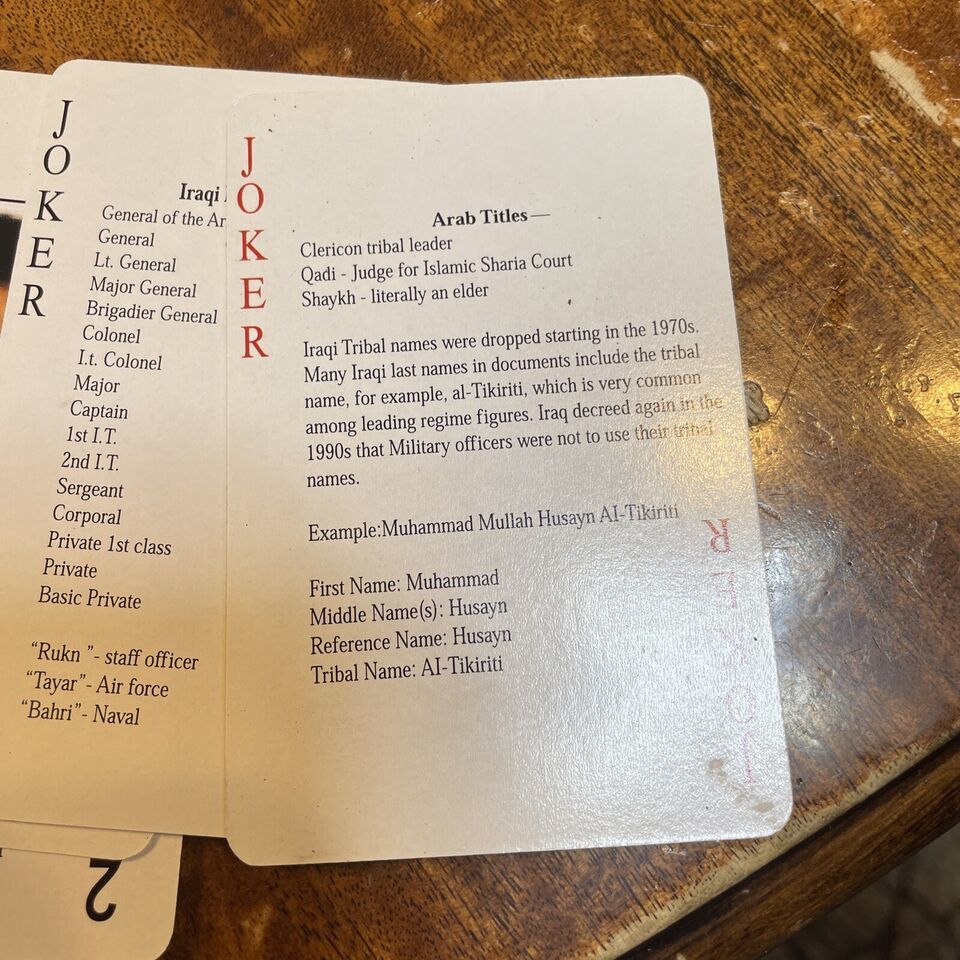 JOKER
Iraqi
General of the Ar
General
Lt. General
Major General
Brigadier General
Colonel
I.t. Colonel
Major
Captain
1st I.T.
2nd I.T.
Sergeant
Corporal
Private 1st class
Private
Basic Private
“Rukn ”- staff officer
“Tayar”- Air force
“Bahri”- Naval
2
JOKER
Arab Titles—
Clericon tribal leader
Qadi - Judge for Islamic Sharia Court
Shaykh - literally an elder
Iraqi Tribal names were dropped starting in the 1970s.
Many Iraqi last names in documents include the tribal
name, for example, al-Tikiriti, which is very common
among leading regime figures. Iraq decreed again in the
1990s that Military officers were not to use their tribal
names.
Example:Muhammad Mullah Husayn AI-Tikiriti
First Name: Muhammad
Middle Name(s): Husayn
Reference Name: Husayn
Tribal Name: AI-Tikiriti
JOKER